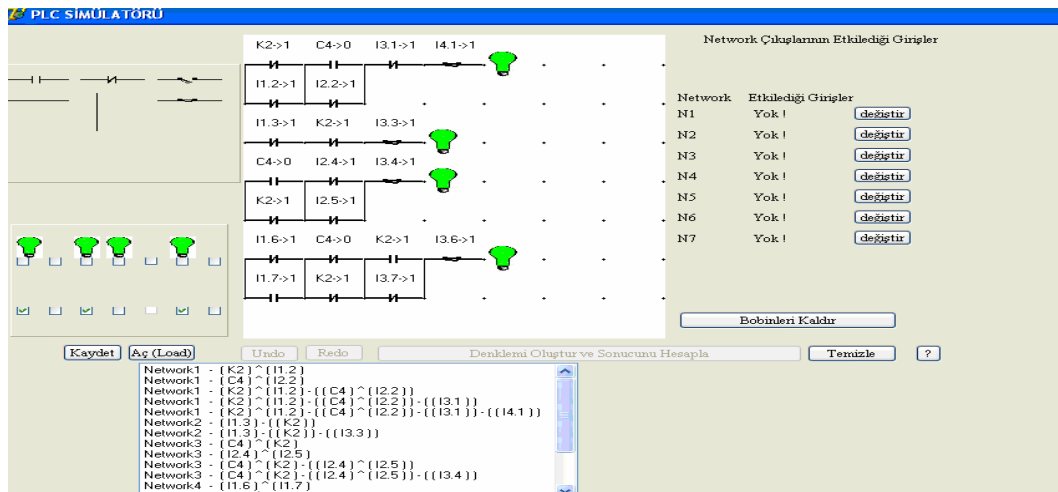 PLC SİMÜLATÖRÜ
K2->1 C4->0 I3.1->1 I4.1->1
I1.2->1 I2.2->1
I1.3->1 K2->1 I3.3->1
C4->0 I2.4->1 I3.4->1
K2->1 I2.5->1
I1.6->1 C4->0 K2->1 I3.6->1
I1.7->1 K2->1 I3.7->1
Network Çıkışlarının Etkilediği Girişler
Network Etkilediği Girişler
N1 Yok ! değiştir
N2 Yok ! değiştir
N3 Yok ! değiştir
N4 Yok ! değiştir
N5 Yok ! değiştir
N6 Yok ! değiştir
N7 Yok ! değiştir
Bobinleri Kaldır
Kaydet Aç (Load) Undo Redo Denklemi Oluştur ve Sonucunu Hesapla Temizle ?
Network1 - (K2)^(I1.2)
Network1 - (C4)^(I2.2)
Network1 - (K2)^(I1.2)-((C4)^(I2.2))
Network1 - (K2)^(I1.2)-((C4)^(I2.2))-((I3.1))
Network1 - (K2)^(I1.2)-((C4)^(I2.2))-((I3.1))-((I4.1))
Network2 - (I1.3)-((K2))
Network2 - (I1.3)-((K2))-((I3.3))
Network3 - (C4)^(K2)
Network3 - (I2.4)^(I2.5)
Network3 - (C4)^(K2)-((I2.4)^(I2.5))
Network3 - (C4)^(K2)-((I2.4)^(I2.5))-((I3.4))
Network4 - (I1.6)^(I1.7)